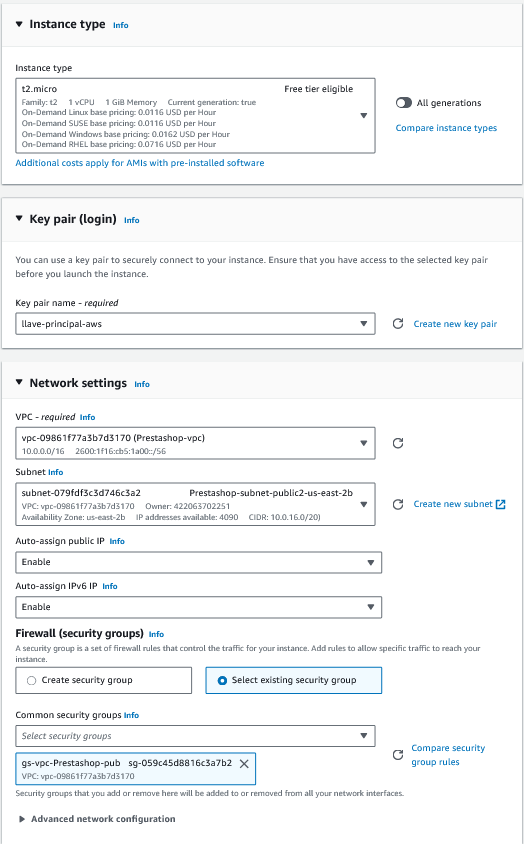 Instance type Info
Instance type
t2.micro Free tier eligible
Family: t2 1 vCPU 1 GiB Memory Current generation: true
On-Demand Linux base pricing: 0.0116 USD per Hour
On-Demand SUSE base pricing: 0.0116 USD per Hour
On-Demand Windows base pricing: 0.0162 USD per Hour
On-Demand RHEL base pricing: 0.0716 USD per Hour
All generations
Compare instance types
Additional costs apply for AMIs with pre-installed software
Key pair (login) Info
You can use a key pair to securely connect to your instance. Ensure that you have access to the selected key pair
before you launch the instance.
Key pair name - required
llave-principal-aws
Create new key pair
Network settings Info
VPC - required Info
vpc-09861f77a3b7d3170 (Prestashop-vpc)
10.0.0.0/16 2600:1f16:cb5:1a00::/56
Subnet Info
subnet-079fdf3c3d746c3a2 Prestashop-subnet-public2-us-east-2b
VPC: vpc-09861f77a3b7d3170 Owner: 422063702251
Availability Zone: us-east-2b IP addresses available: 4090 CIDR: 10.0.16.0/20)
Create new subnet
Auto-assign public IP Info
Enable
Auto-assign IPv6 IP Info
Enable
Firewall (security groups) Info
A security group is a set of firewall rules that control the traffic for your instance. Add rules to allow specific traffic to reach your
instance.
Create security group
Select existing security group
Common security groups Info
Select security groups
gs-vpc-Prestashop-pub sg-059c45d8816c3a7b2
VPC: vpc-09861f77a3b7d3170
Compare security
group rules
Security groups that you add or remove here will be added to or removed from all your network interfaces.
Advanced network configuration